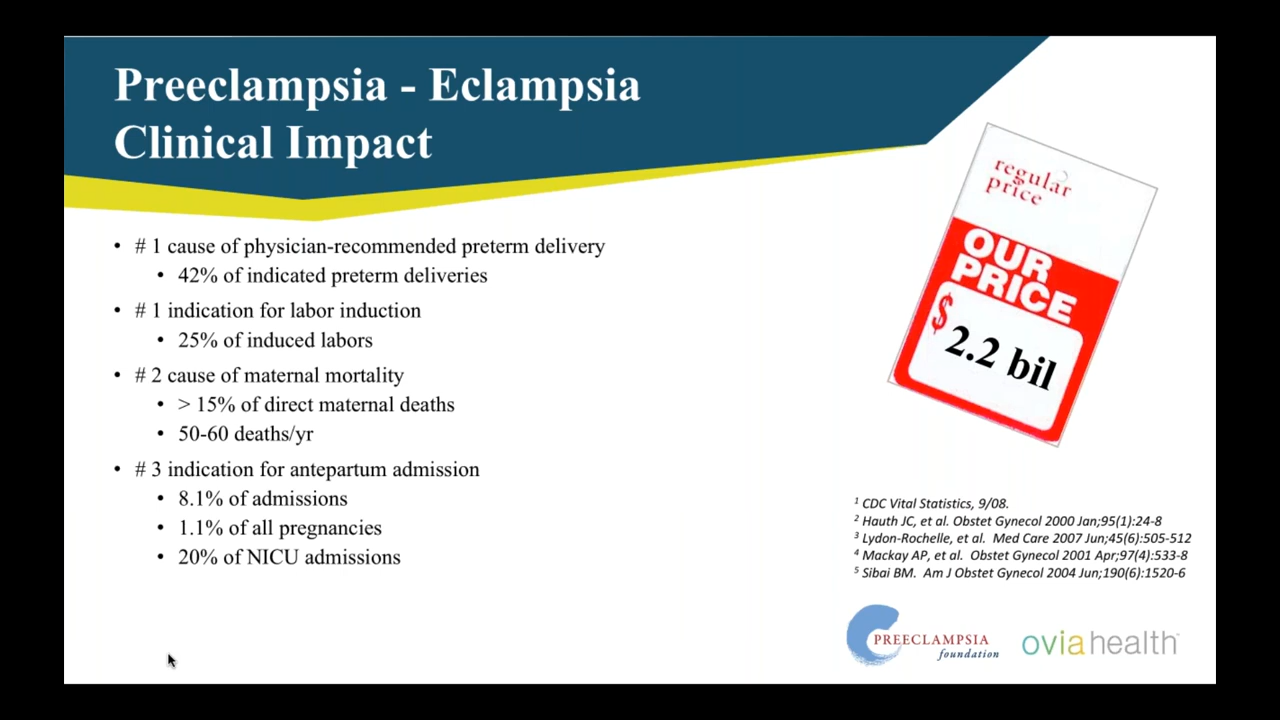 Preeclampsia - Eclampsia
Clinical Impact
regular
price
OUR
PRICE
$ 2.2 bil
• # 1 cause of physician-recommended preterm delivery
• 42% of indicated preterm deliveries
• # 1 indication for labor induction
• 25% of induced labors
• # 2 cause of maternal mortality
• > 15% of direct maternal deaths
• 50-60 deaths/yr
• # 3 indication for antepartum admission
• 8.1% of admissions
• 1.1% of all pregnancies
• 20% of NICU admissions
1 CDC Vital Statistics, 9/08.
2 Hauth JC, et al. Obstet Gynecol 2000 Jan;95(1):24-8
3 Lydon-Rochelle, et al. Med Care 2007 Jun;45(6):505-512
4 Mackay AP, et al. Obstet Gynecol 2001 Apr;97(4):533-8
5 Sibai BM. Am J Obstet Gynecol 2004 Jun;190(6):1520-6
PREECLAMPSIA
foundation
oviahealth™